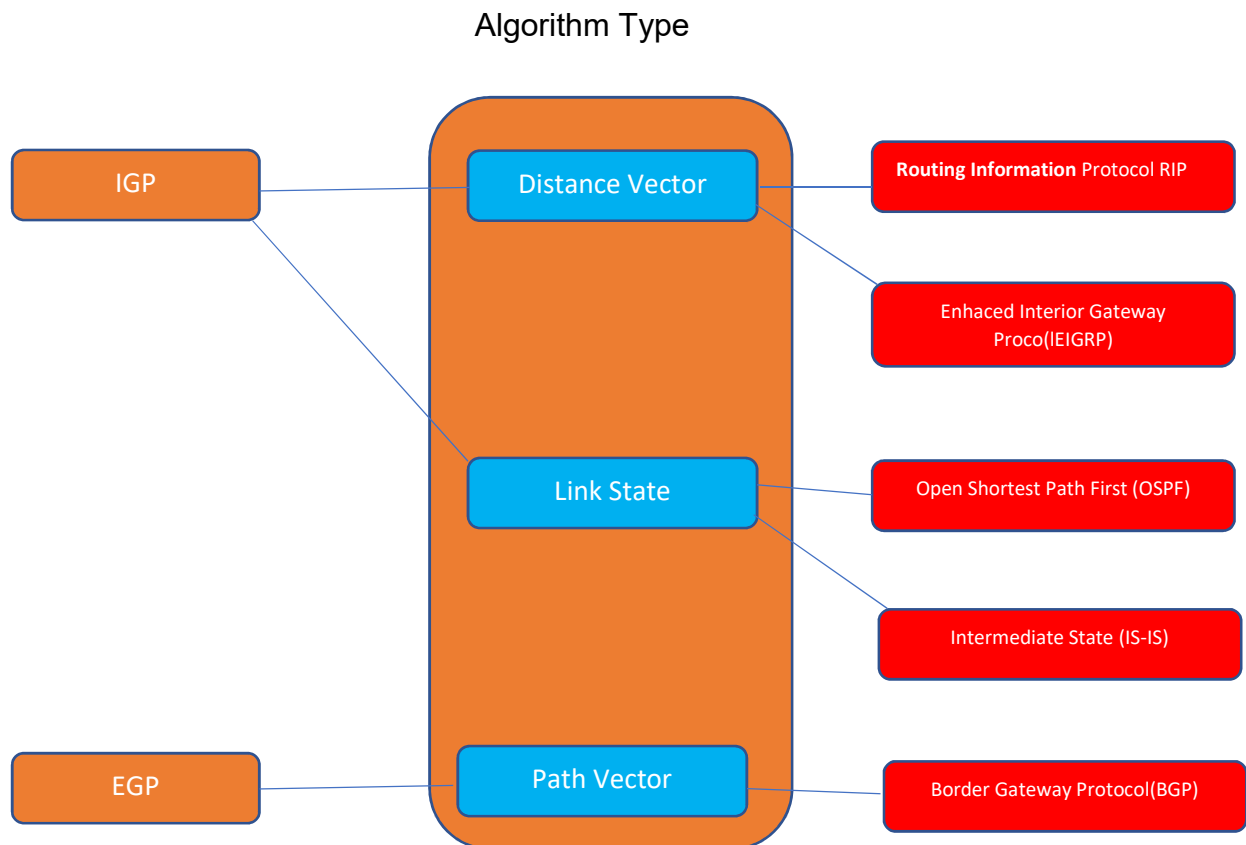 Algorithm Type
IGP
Distance Vector
Routing Information Protocol RIP
Enhaced Interior Gateway
Proco(lEIGRP)
Link State
Open Shortest Path First (OSPF)
Intermediate State (IS-IS)
EGP
Path Vector
Border Gateway Protocol(BGP)